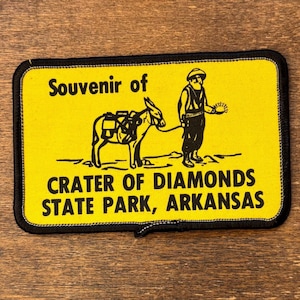 Souvenir of
CRATER OF DIAMONDS
STATE PARK, ARKANSAS